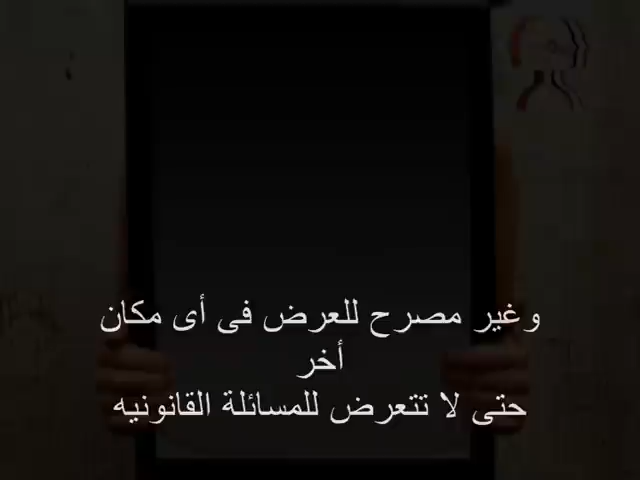 وغير مصرح للعرض فى أى مكان
أخر
حتى لا تتعرض للمسائلة القانونيه